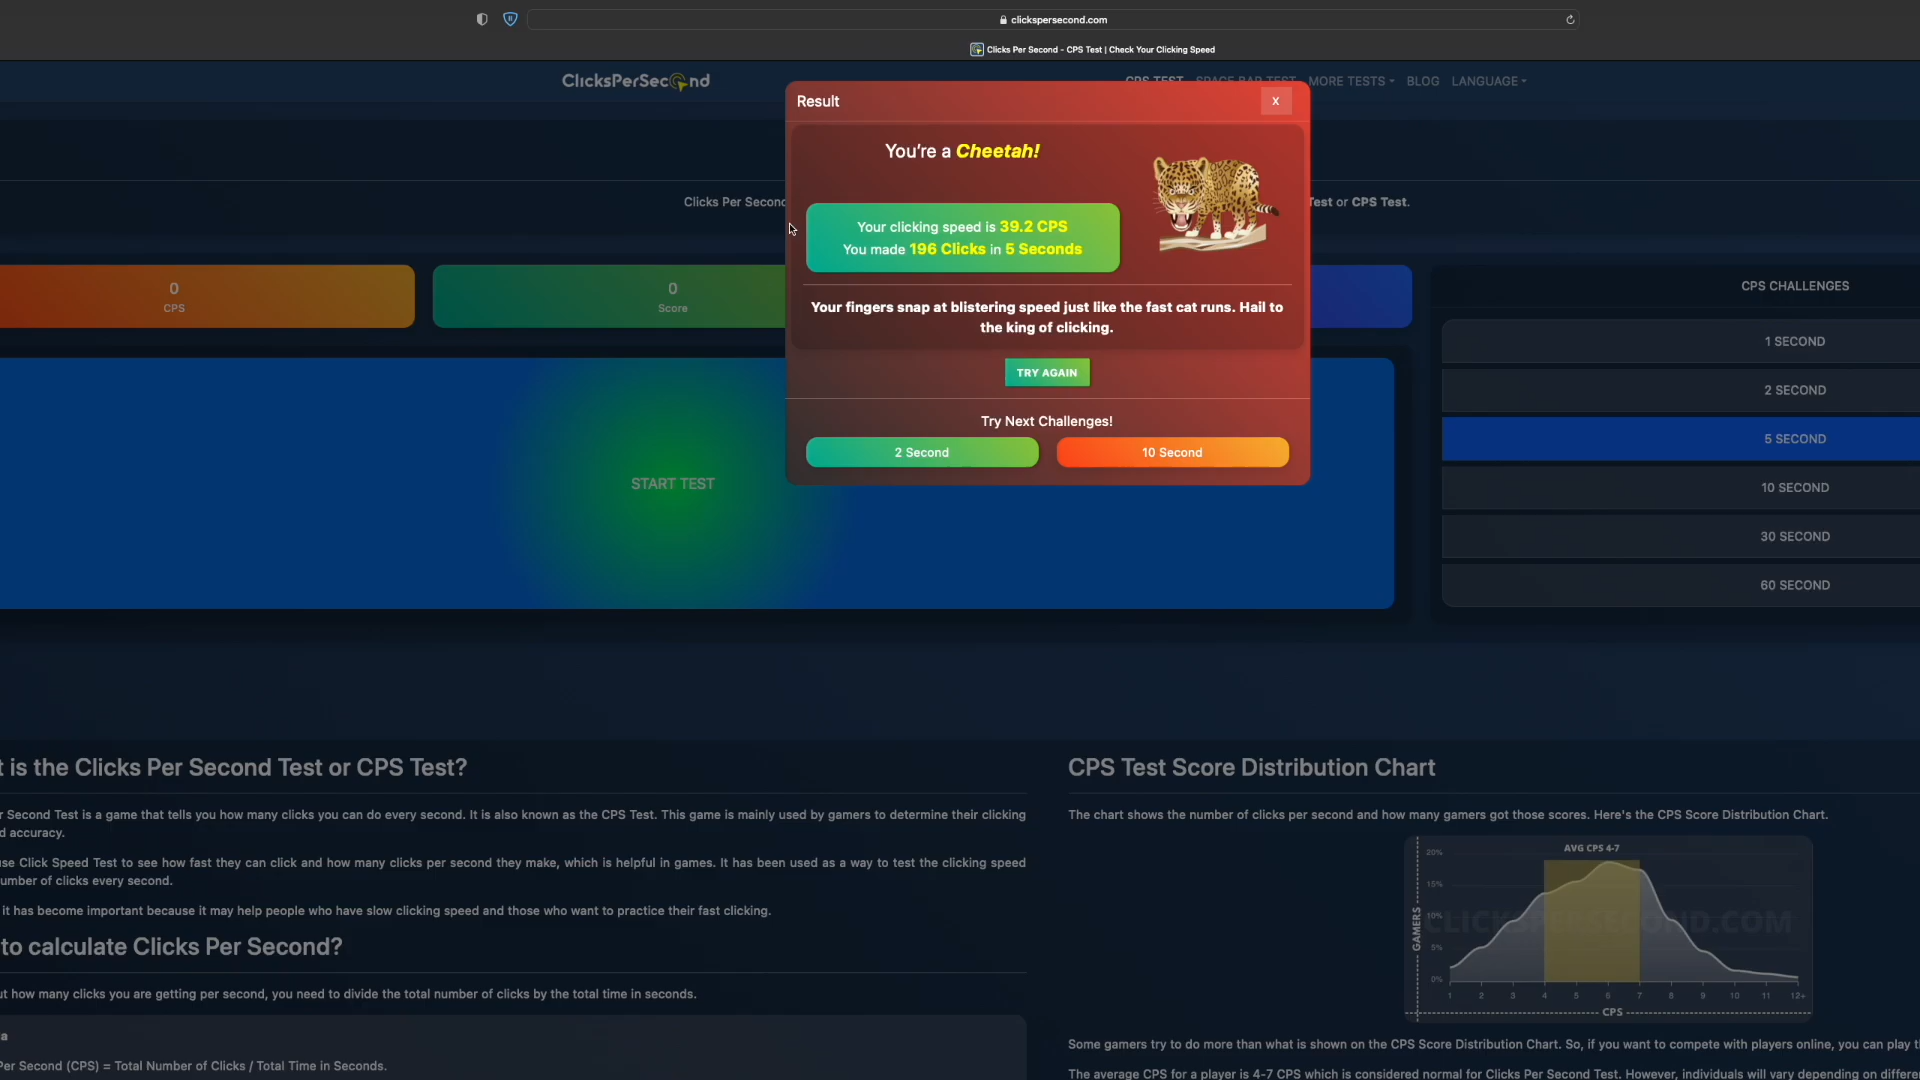 clickspersecond.com
Clicks Per Second - CPS Test | Check Your Clicking Speed
ClicksPerSecond
CPS TEST SPACE BAR TEST MORE TESTS BLOG LANGUAGE
Result
X
You're a Cheetah!
Clicks Per Second
Test or CPS Test.
Your clicking speed is 39.2 CPS
You made 196 Clicks in 5 Seconds
0
CPS
0
Score
Your fingers snap at blistering speed just like the fast cat runs. Hail to
the king of clicking.
TRY AGAIN
Try Next Challenges!
2 Second
10 Second
START TEST
CPS CHALLENGES
1 SECOND
2 SECOND
5 SECOND
10 SECOND
30 SECOND
60 SECOND
t is the Clicks Per Second Test or CPS Test?
r Second Test is a game that tells you how many clicks you can do every second. It is also known as the CPS Test. This game is mainly used by gamers to determine their clicking
d accuracy.
se Click Speed Test to see how fast they can click and how many clicks per second they make, which is helpful in games. It has been used as a way to test the clicking speed
umber of clicks every second.
it has become important because it may help people who have slow clicking speed and those who want to practice their fast clicking.
to calculate Clicks Per Second?
ut how many clicks you are getting per second, you need to divide the total number of clicks by the total time in seconds.
a
Per Second (CPS) = Total Number of Clicks / Total Time in Seconds.
CPS Test Score Distribution Chart
The chart shows the number of clicks per second and how many gamers got those scores. Here's the CPS Score Distribution Chart.
AVG CPS 4-7
20%
15%
10%
5%
0%
GAMERS
CLICKSPERSECOND.COM
1 2 3 4 5 6 7 8 9 10 11 12+
CPS
Some gamers try to do more than what is shown on the CPS Score Distribution Chart. So, if you want to compete with players online, you can play t
The average CPS for a player is 4-7 CPS which is considered normal for Clicks Per Second Test. However, individuals will vary depending on differe